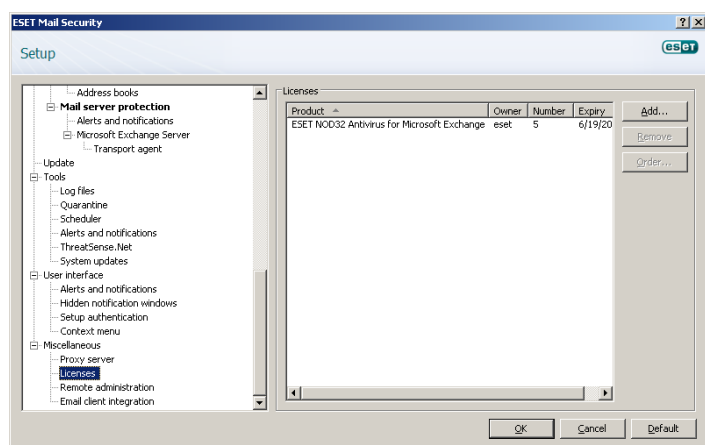 ESET Mail Security
Setup
eset
Address books
Mail server protection
Alerts and notifications
Microsoft Exchange Server
Transport agent
Update
Tools
Log files
Quarantine
Scheduler
Alerts and notifications
ThreatSense.Net
System updates
User interface
Alerts and notifications
Hidden notification windows
Setup authentication
Context menu
Miscellaneous
Proxy server
Licenses
Remote administration
Email client integration
Licenses
Product Owner Number Expiry
ESET NOD32 Antivirus for Microsoft Exchange eset 5 6/19/20
Add...
Remove
Order...
OK Cancel Default